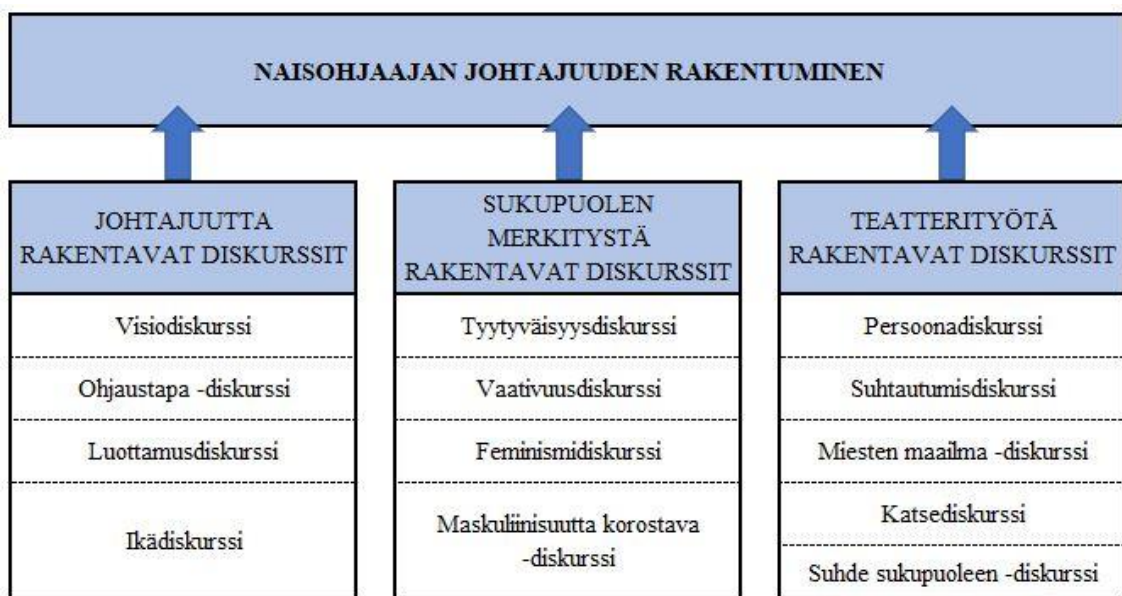 NAISOHJAAJAN JOHTAJUUDEN RAKENTUMINEN
JOHTAJUUTTA
RAKENTAVAT DISKURSSIT
Visiodiskurssi
Ohjaustapa -diskurssi
Luottamusdiskurssi
Ikädiskurssi
SUKUPUOLEN
MERKITYSTÄ
RAKENTAVAT DISKURSSIT
Tyytyväisyysdiskurssi
Vaativuusdiskurssi
Feminismidiskurssi
Maskuliinisuutta korostava
-diskurssi
TEATTERITYÖTÄ
RAKENTAVAT DISKURSSIT
Persoonadiskurssi
Suhtautumisdiskurssi
Miesten maailma -diskurssi
Katsediskurssi
Suhde sukupuoleen -diskurssi